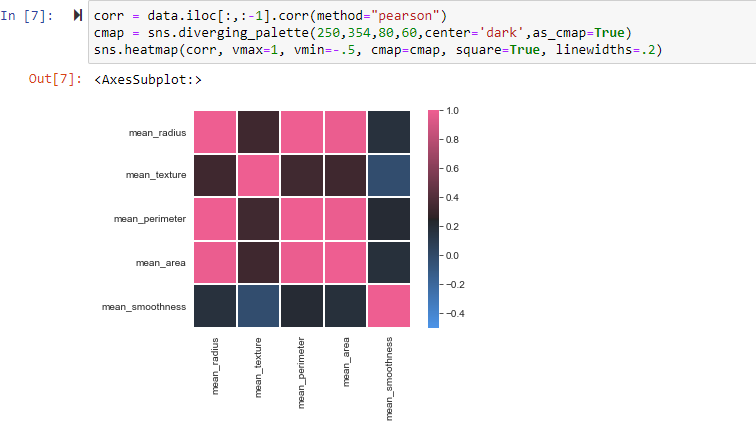 In [7]:
corr = data.iloc[:,:-1].corr(method="pearson")
cmap = sns.diverging_palette(250,354,80,60,center='dark',as_cmap=True)
sns.heatmap(corr, vmax=1, vmin=-.5, cmap=cmap, square=True, linewidths=.2)
Out[7]: <AxesSubplot:>
mean_radius
mean_texture
mean_perimeter
mean_area
mean_smoothness
mean_radius
mean_texture
mean_perimeter
mean_area
mean_smoothness
1.0
0.8
0.6
0.4
0.2
0.0
−0.2
−0.4